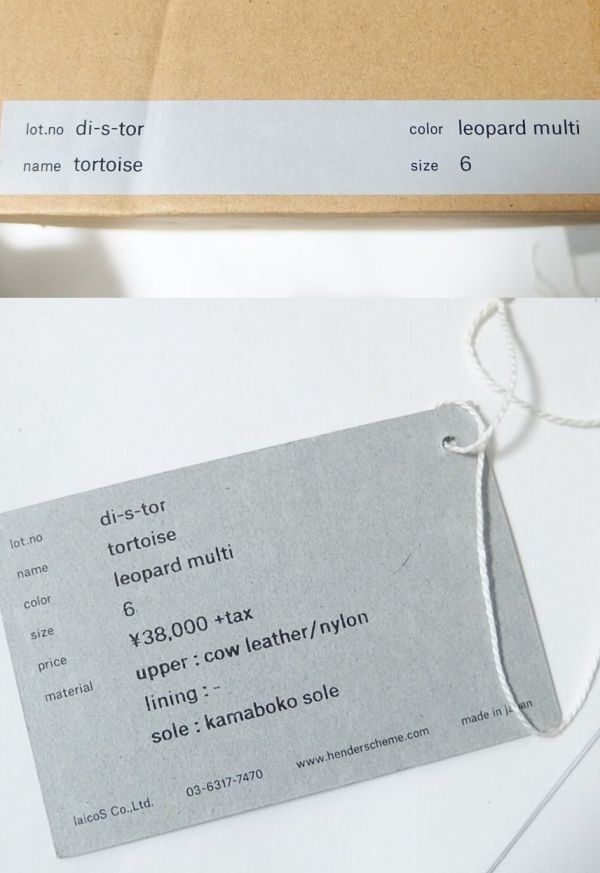 lot.no di-s-tor color leopard multi
name tortoise size 6
lot.no di-s-tor
name tortoise
color leopard multi
size 6
price ¥38,000 +tax
material upper : cow leather/nylon
lining : -
sole : kamaboko sole
laicoS Co.,Ltd. 03-6317-7470 www.henderscheme.com made in japan